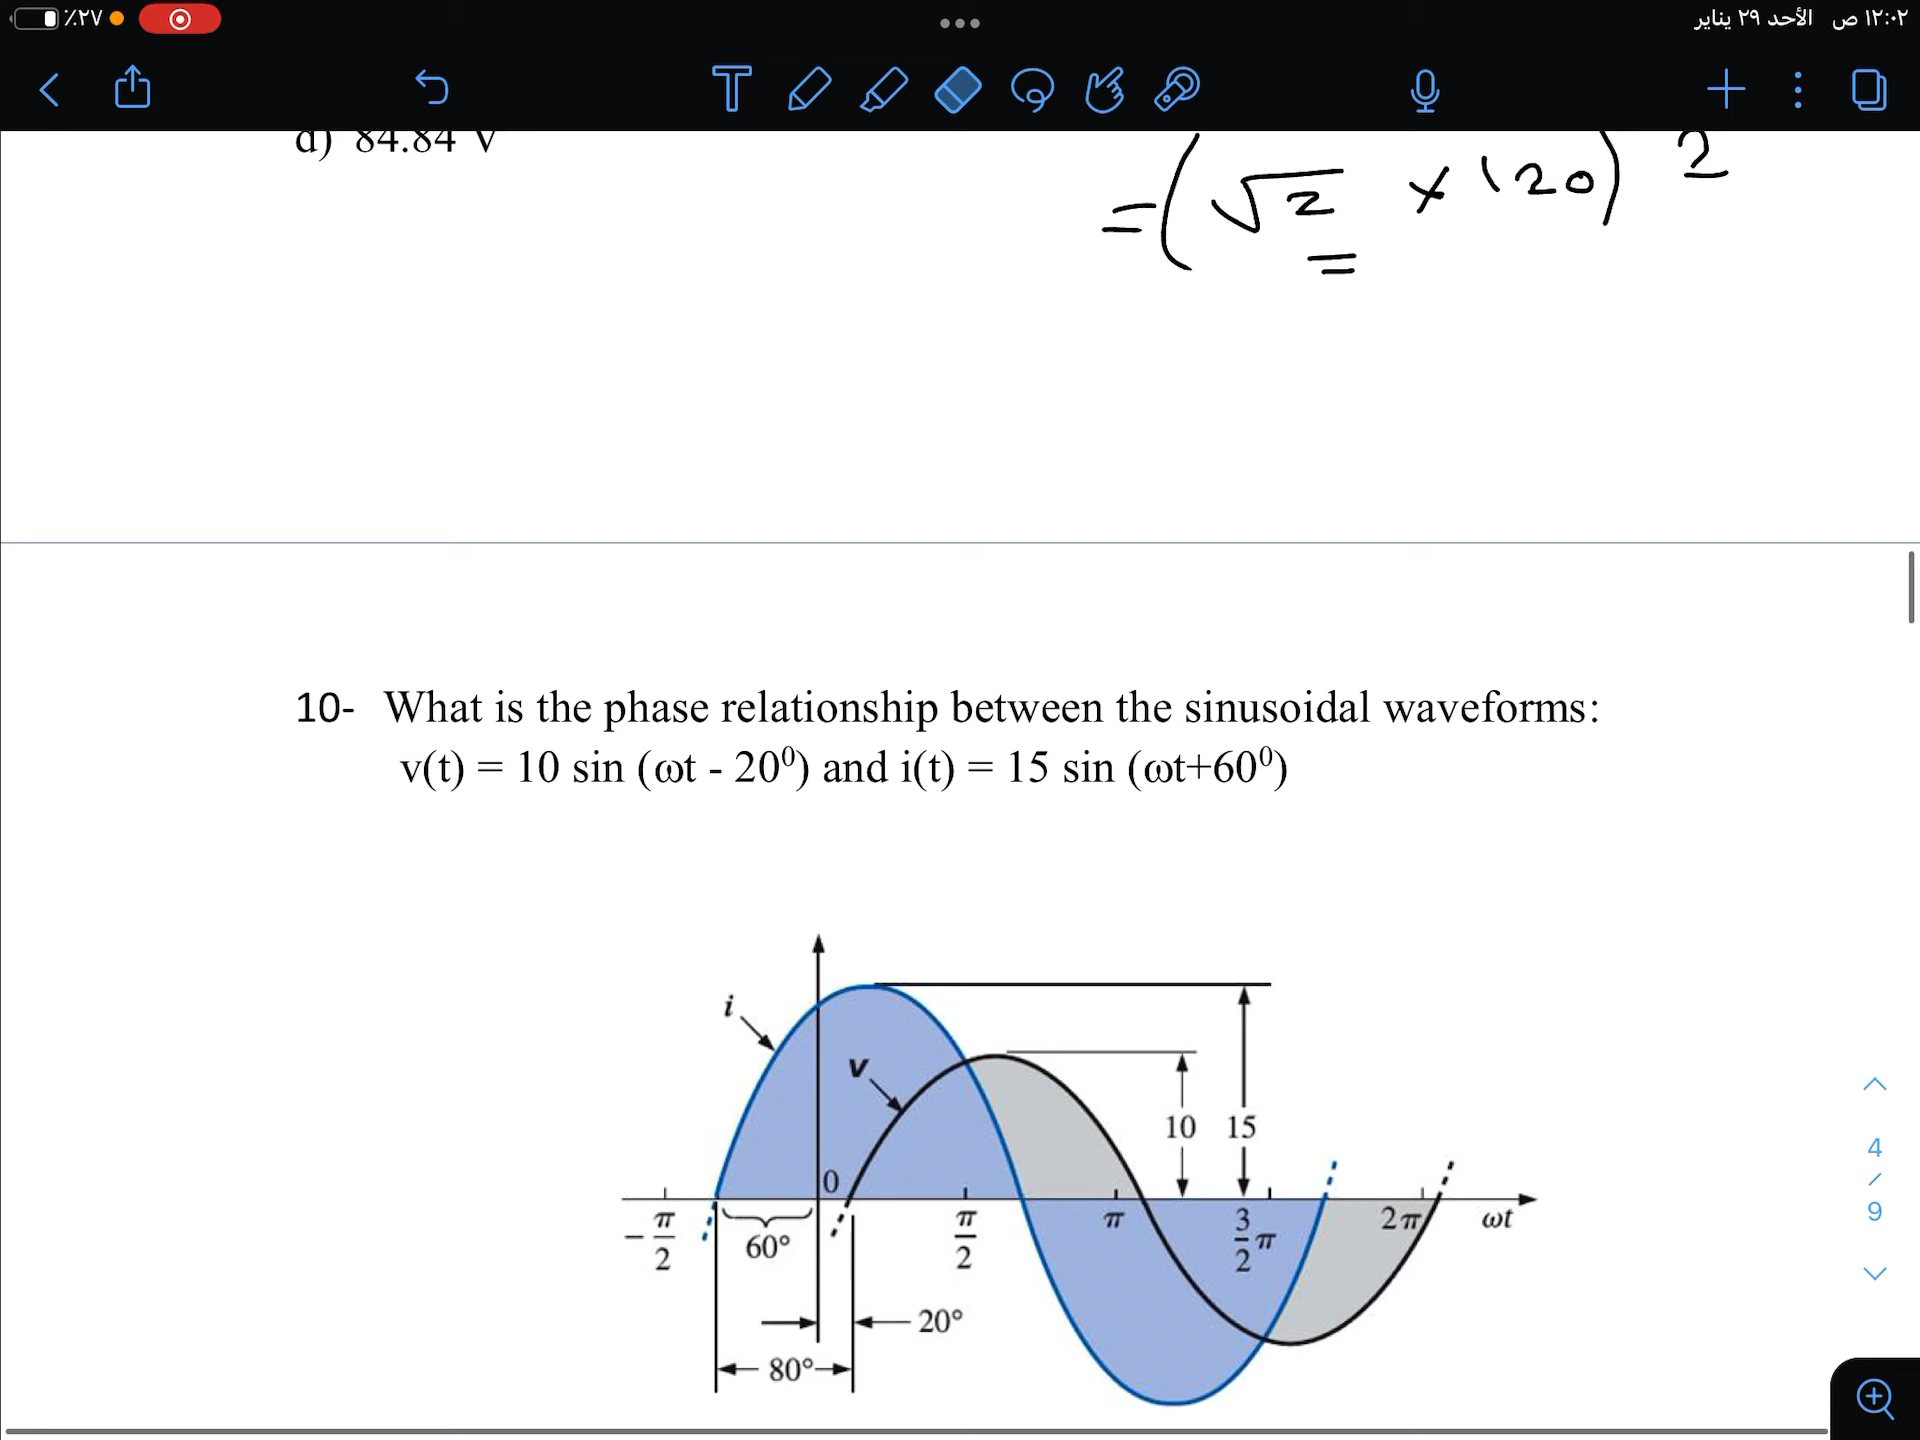 ٪٢٧
١٢:٠٢ ص الأحد ٢٩ يناير
d) 84.84 V
= (√2 × 120) 2
10- What is the phase relationship between the sinusoidal waveforms:
v(t) = 10 sin (ωt - 20⁰) and i(t) = 15 sin (ωt+60⁰)
i
v
10 15
0
-π/2
60°
π/2
π
3/2 π
2π
ωt
20°
80°
4
/
9